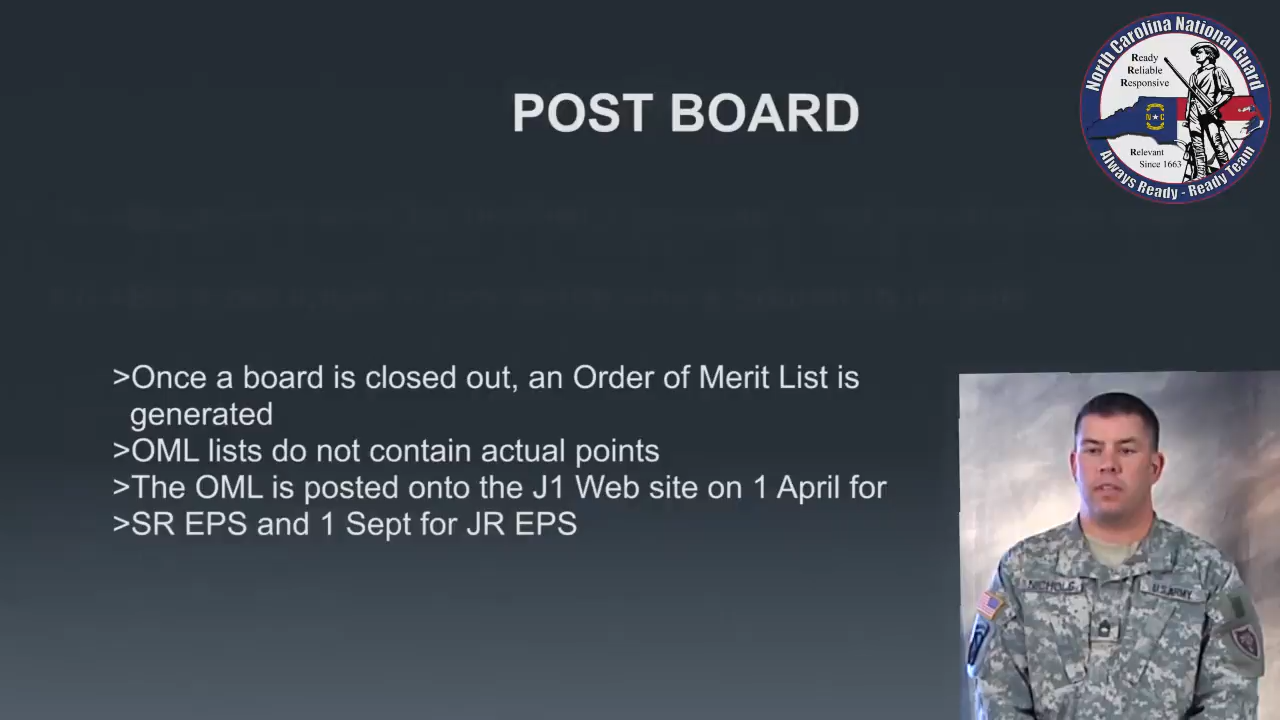 POST BOARD
North Carolina National Guard
Ready
Reliable
Responsive
N C
Relevant
Since 1663
Always Ready - Ready Team
>Once a board is closed out, an Order of Merit List is
generated
>OML lists do not contain actual points
>The OML is posted onto the J1 Web site on 1 April for
>SR EPS and 1 Sept for JR EPS
NICHOLS
U.S. ARMY